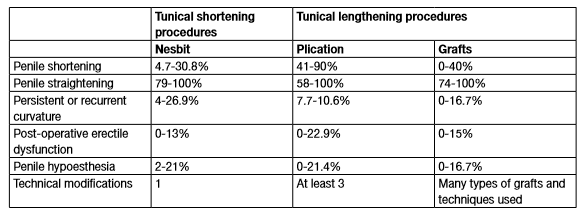 Tunical shortening procedures Tunical lengthening procedures
Nesbit Plication Grafts
Penile shortening 4.7-30.8% 41-90% 0-40%
Penile straightening 79-100% 58-100% 74-100%
Persistent or recurrent curvature 4-26.9% 7.7-10.6% 0-16.7%
Post-operative erectile dysfunction 0-13% 0-22.9% 0-15%
Penile hypoesthesia 2-21% 0-21.4% 0-16.7%
Technical modifications 1 At least 3 Many types of grafts and techniques used